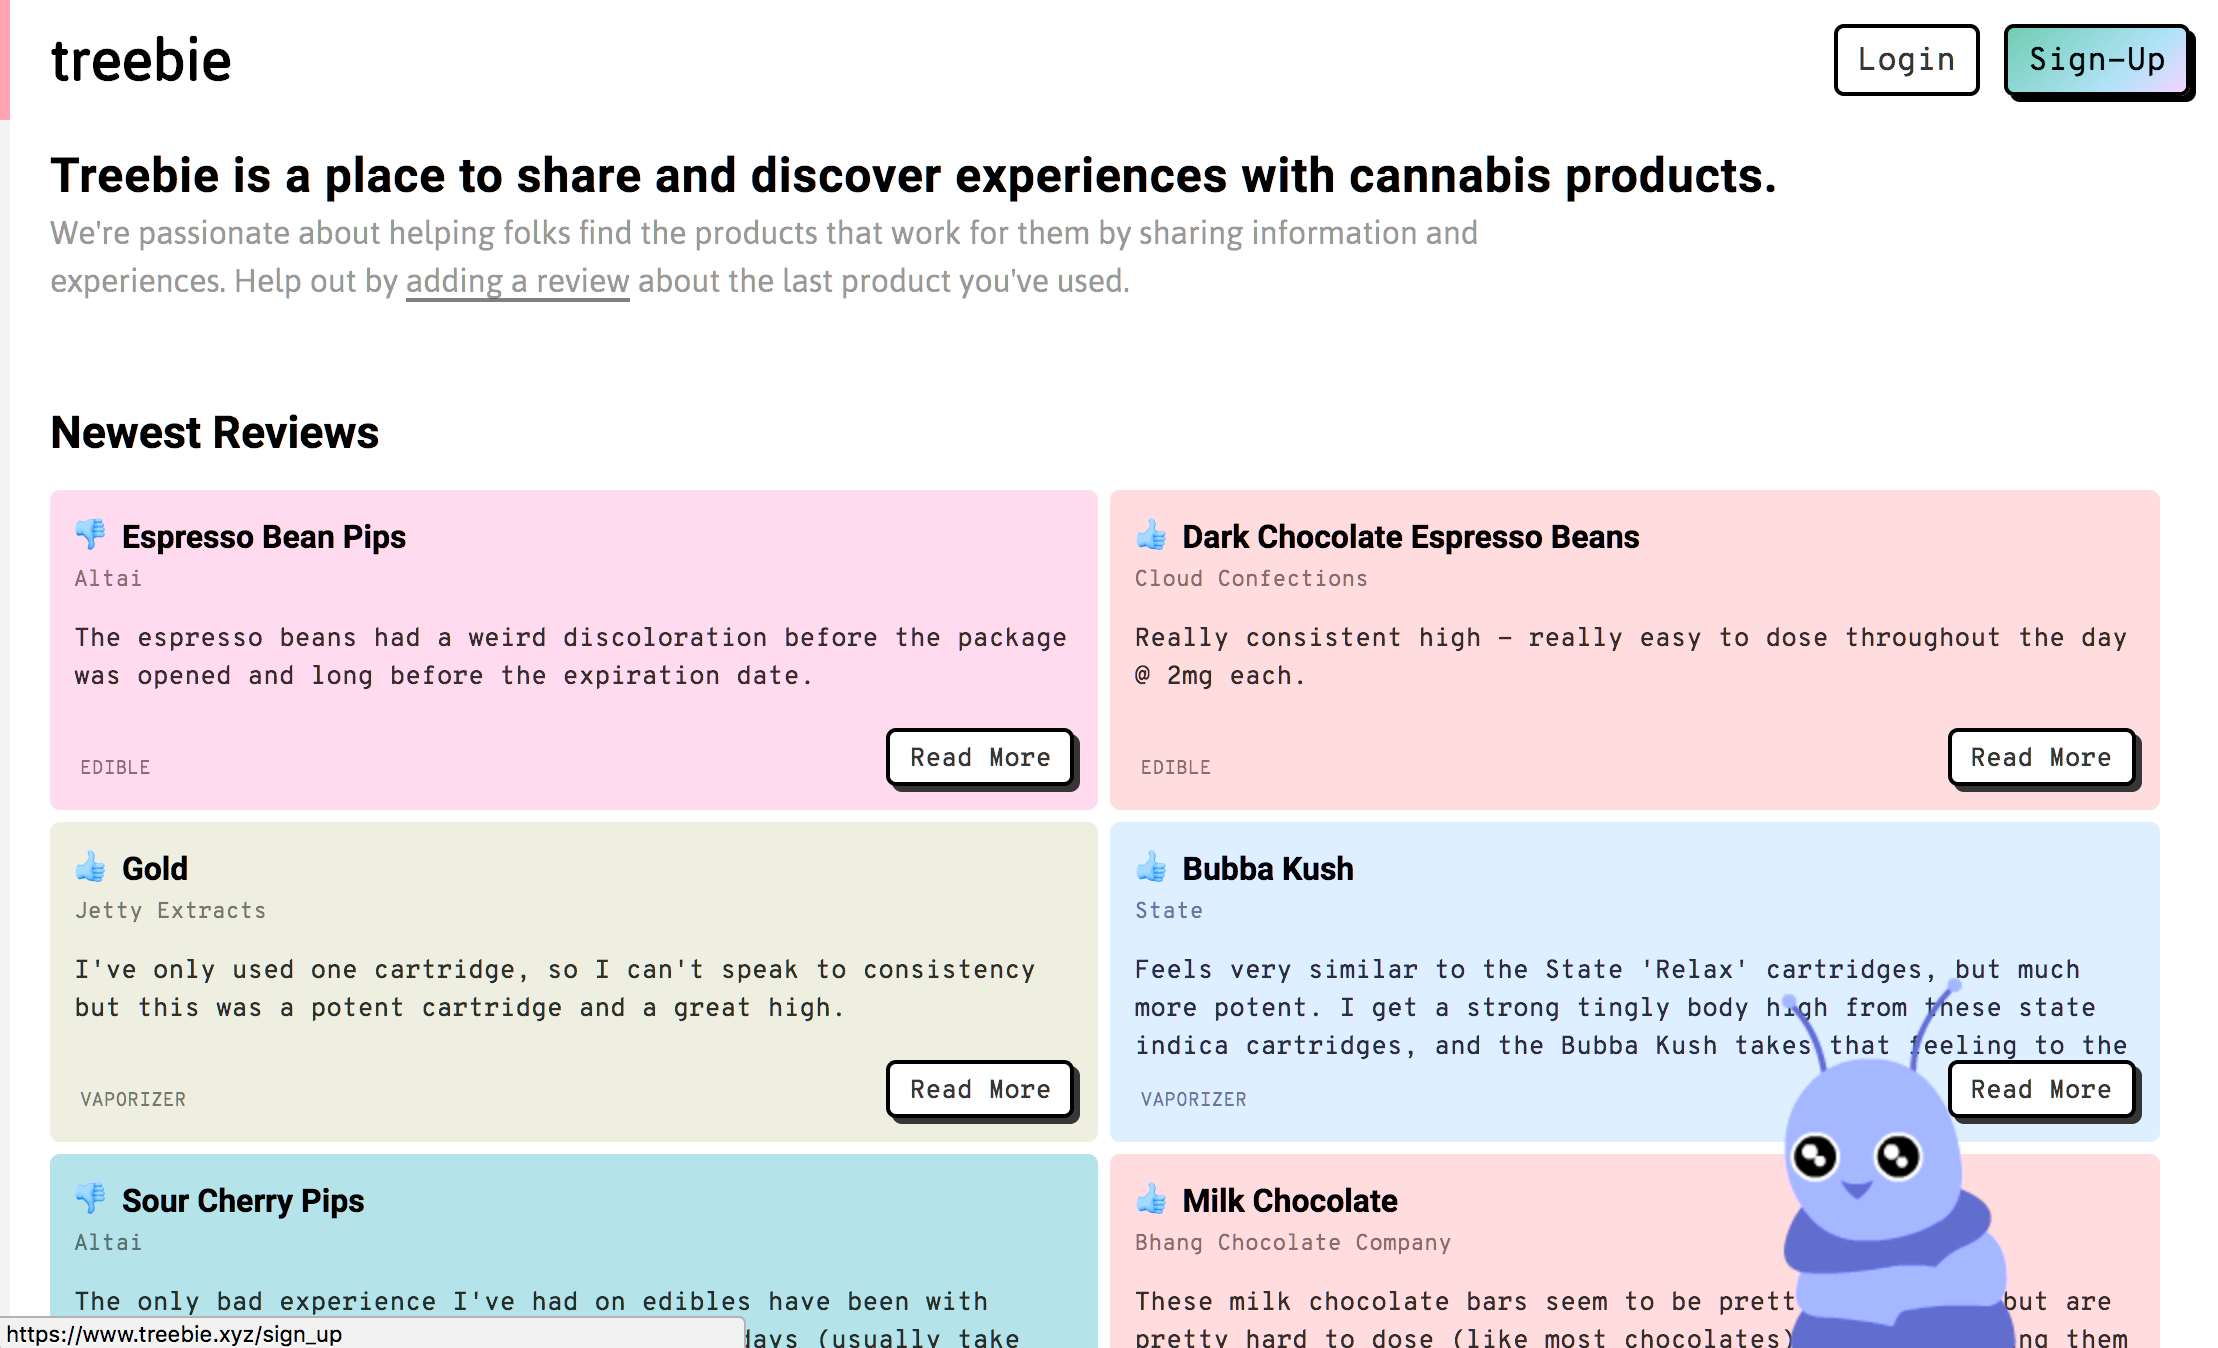 treebie
Login
Sign-Up
Treebie is a place to share and discover experiences with cannabis products.
We're passionate about helping folks find the products that work for them by sharing information and
experiences. Help out by adding a review about the last product you've used.
Newest Reviews
Espresso Bean Pips
Altai
The espresso beans had a weird discoloration before the package
was opened and long before the expiration date.
EDIBLE
Read More
Dark Chocolate Espresso Beans
Cloud Confections
Really consistent high - really easy to dose throughout the day
@ 2mg each.
EDIBLE
Read More
Gold
Jetty Extracts
I've only used one cartridge, so I can't speak to consistency
but this was a potent cartridge and a great high.
VAPORIZER
Read More
Bubba Kush
State
Feels very similar to the State 'Relax' cartridges, but much
more potent. I get a strong tingly body high from these state
indica cartridges, and the Bubba Kush takes that feeling to the
VAPORIZER
Read More
Sour Cherry Pips
Altai
The only bad experience I've had on edibles have been with
days (usually take
Milk Chocolate
Bhang Chocolate Company
These milk chocolate bars seem to be but are
pretty hard to dose (like most chocolates) them
https://www.treebie.xyz/sign_up